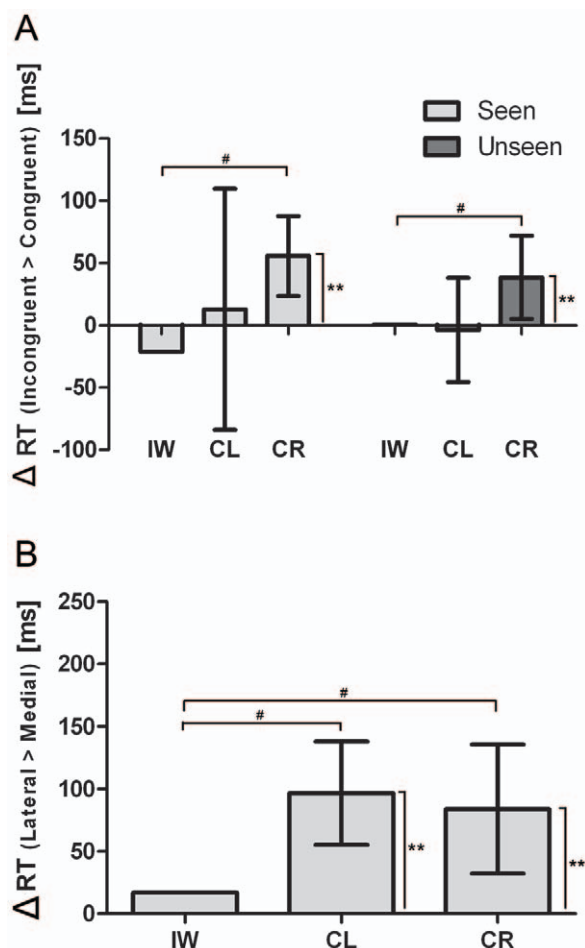 A
Δ RT (Incongruent > Congruent) [ms]
Seen
Unseen
150
100
50
0
-50
-100
#
**
#
**
IW CL CR IW CL CR
B
Δ RT (Lateral > Medial) [ms]
250
200
150
100
50
0
#
#
**
**
IW CL CR